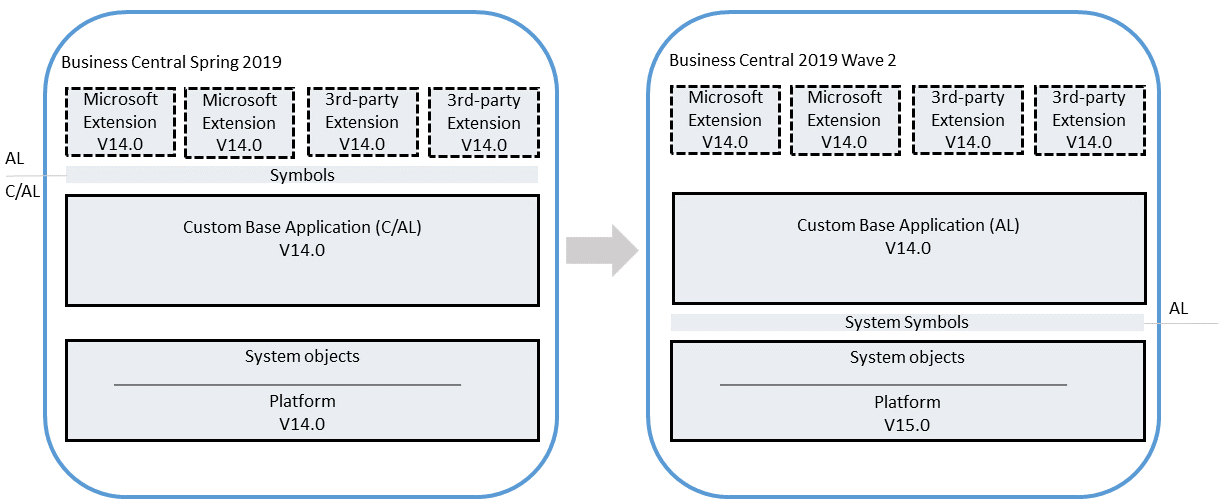 Business Central Spring 2019
Microsoft
Extension
V14.0
Microsoft
Extension
V14.0
3rd-party
Extension
V14.0
3rd-party
Extension
V14.0
AL
Symbols
C/AL
Custom Base Application (C/AL)
V14.0
System objects
Platform
V14.0
Business Central 2019 Wave 2
Microsoft
Extension
V14.0
Microsoft
Extension
V14.0
3rd-party
Extension
V14.0
3rd-party
Extension
V14.0
Custom Base Application (AL)
V14.0
AL
System Symbols
System objects
Platform
V15.0